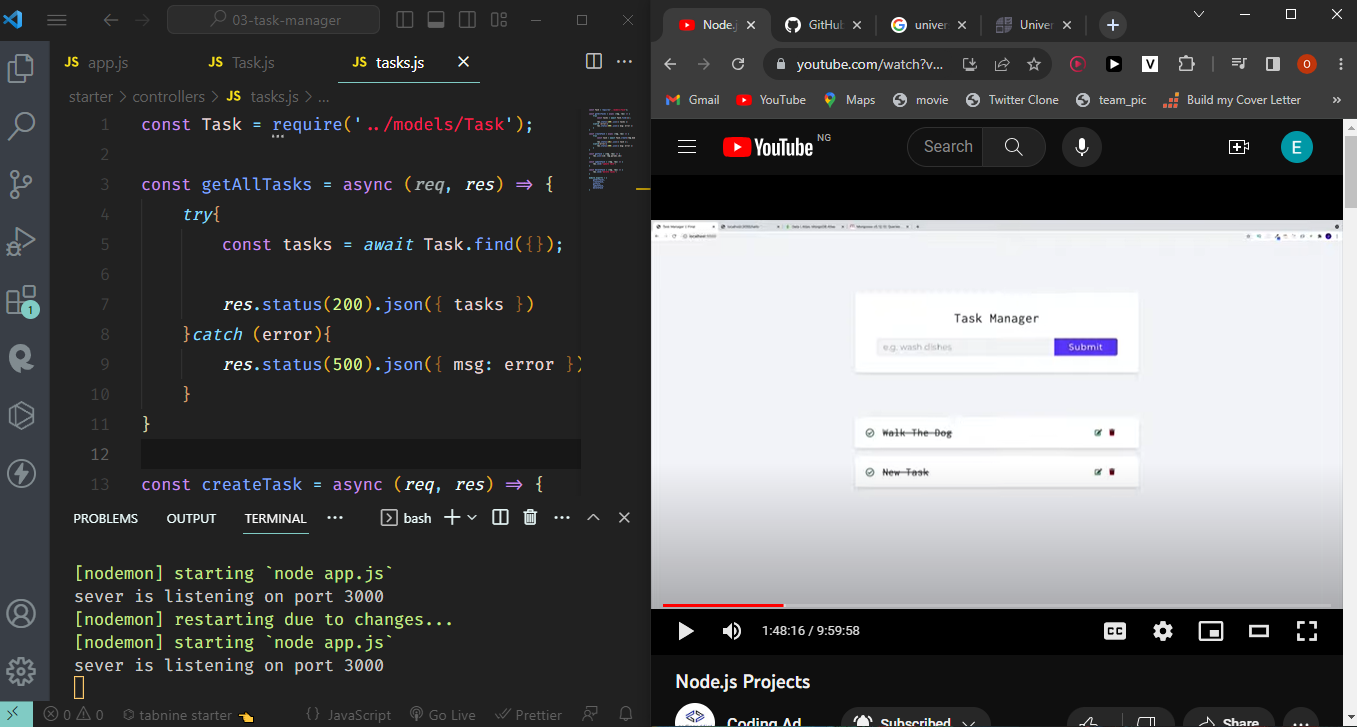 03-task-manager
JS app.js
JS Task.js
JS tasks.js
starter > controllers > JS tasks.js > ...
1 const Task = require('../models/Task');
2
3 const getAllTasks = async (req, res) => {
4 try{
5 const tasks = await Task.find({});
6
7 res.status(200).json({ tasks })
8 }catch (error){
9 res.status(500).json({ msg: error })
10 }
11 }
12
13 const createTask = async (req, res) => {
PROBLEMS OUTPUT TERMINAL ... bash
[nodemon] starting `node app.js`
sever is listening on port 3000
[nodemon] restarting due to changes...
[nodemon] starting `node app.js`
sever is listening on port 3000
1
0 0 tabnine starter {} JavaScript Go Live Prettier
Node.j
GitHub
univer
Univer
youtube.com/watch?v...
V
O
Gmail YouTube Maps movie Twitter Clone team_pic Build my Cover Letter »
YouTube NG
Search
E
Task Manager
e.g. wash dishes Submit
Walk The Dog
New Task
1:48:16 / 9:59:58
CC
Node.js Projects
Coding Ad
Subscribed
Share